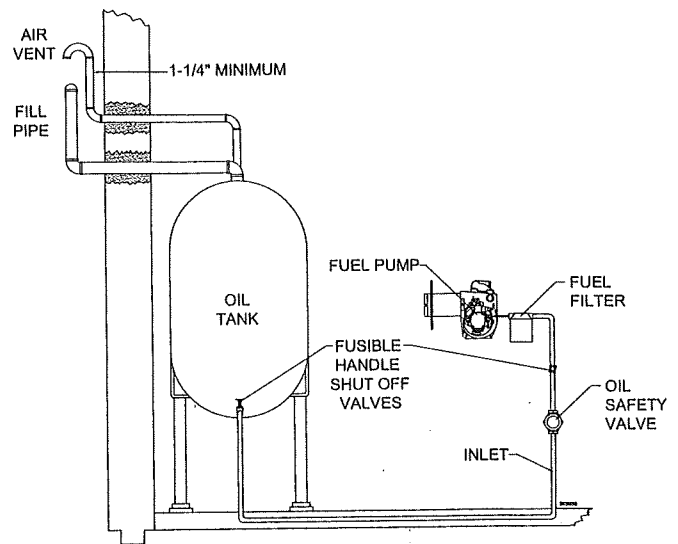 AIR
VENT
1-1/4" MINIMUM
FILL
PIPE
OIL
TANK
FUEL PUMP
FUEL
FILTER
FUSIBLE
HANDLE
SHUT OFF
VALVES
OIL
SAFETY
VALVE
INLET